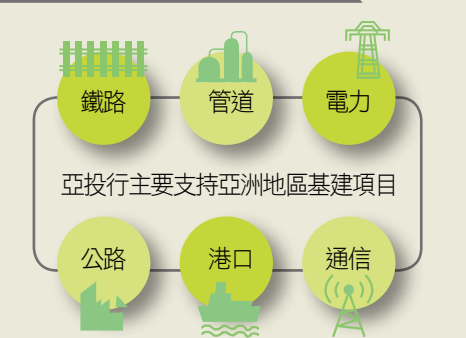 鐵路
管道
電力
亞投行主要支持亞洲地區基建項目
公路
港口
通信